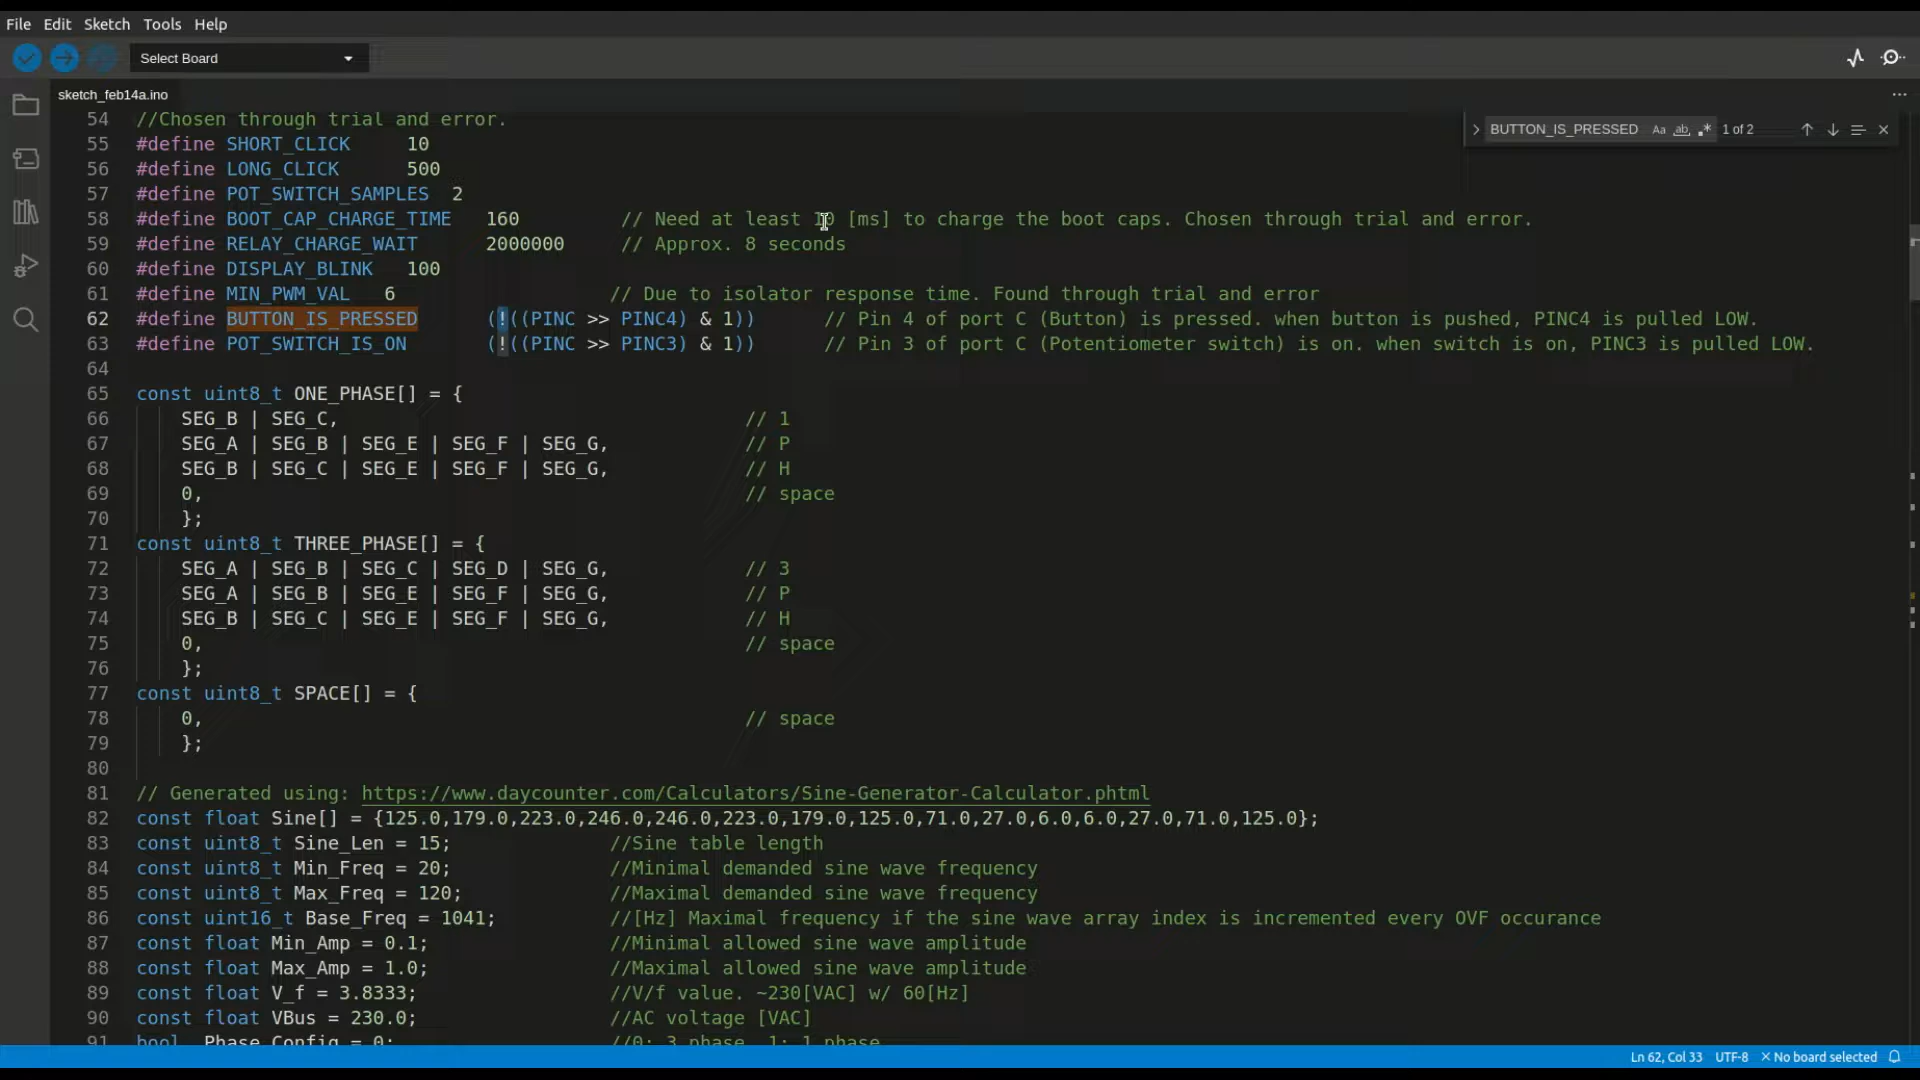 File Edit Sketch Tools Help
Select Board
sketch_feb14a.ino
BUTTON_IS_PRESSED Aa ab 1 of 2
54 //Chosen through trial and error.
55 #define SHORT_CLICK 10
56 #define LONG_CLICK 500
57 #define POT_SWITCH_SAMPLES 2
58 #define BOOT_CAP_CHARGE_TIME 160 // Need at least 10 [ms] to charge the boot caps. Chosen through trial and error.
59 #define RELAY_CHARGE_WAIT 2000000 // Approx. 8 seconds
60 #define DISPLAY_BLINK 100
61 #define MIN_PWM_VAL 6 // Due to isolator response time. Found through trial and error
62 #define BUTTON_IS_PRESSED (!((PINC >> PINC4) & 1)) // Pin 4 of port C (Button) is pressed. when button is pushed, PINC4 is pulled LOW.
63 #define POT_SWITCH_IS_ON (!((PINC >> PINC3) & 1)) // Pin 3 of port C (Potentiometer switch) is on. when switch is on, PINC3 is pulled LOW.
64
65 const uint8_t ONE_PHASE[] = {
66 SEG_B | SEG_C, // 1
67 SEG_A | SEG_B | SEG_E | SEG_F | SEG_G, // P
68 SEG_B | SEG_C | SEG_E | SEG_F | SEG_G, // H
69 0, // space
70 };
71 const uint8_t THREE_PHASE[] = {
72 SEG_A | SEG_B | SEG_C | SEG_D | SEG_G, // 3
73 SEG_A | SEG_B | SEG_E | SEG_F | SEG_G, // P
74 SEG_B | SEG_C | SEG_E | SEG_F | SEG_G, // H
75 0, // space
76 };
77 const uint8_t SPACE[] = {
78 0, // space
79 };
80
81 // Generated using: https://www.daycounter.com/Calculators/Sine-Generator-Calculator.phtml
82 const float Sine[] = {125.0,179.0,223.0,246.0,246.0,223.0,179.0,125.0,71.0,27.0,6.0,6.0,27.0,71.0,125.0};
83 const uint8_t Sine_Len = 15; //Sine table length
84 const uint8_t Min_Freq = 20; //Minimal demanded sine wave frequency
85 const uint8_t Max_Freq = 120; //Maximal demanded sine wave frequency
86 const uint16_t Base_Freq = 1041; //[Hz] Maximal frequency if the sine wave array index is incremented every OVF occurance
87 const float Min_Amp = 0.1; //Minimal allowed sine wave amplitude
88 const float Max_Amp = 1.0; //Maximal allowed sine wave amplitude
89 const float V_f = 3.8333; //V/f value. ~230[VAC] w/ 60[Hz]
90 const float VBus = 230.0; //AC voltage [VAC]
91 bool Phase_Config = 0; //0: 3 phase, 1: 1 phase
Ln 62, Col 33 UTF-8 No board selected